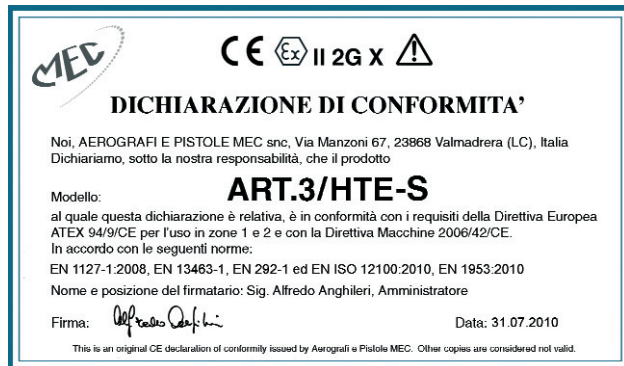 MEC
CE Ex II 2G X
DICHIARAZIONE DI CONFORMITA'
Noi, AEROGRAFI E PISTOLE MEC snc, Via Manzoni 67, 23868 Valmadrera (LC), Italia
Dichiariamo, sotto la nostra responsabilità, che il prodotto
Modello: ART.3/HTE-S
al quale questa dichiarazione è relativa, è in conformità con i requisiti della Direttiva Europea
ATEX 94/9/CE per l'uso in zone 1 e 2 e con la Direttiva Macchine 2006/42/CE.
In accordo con le seguenti norme:
EN 1127-1:2008, EN 13463-1, EN 292-1 ed EN ISO 12100:2010, EN 1953:2010
Nome e posizione del firmatario: Sig. Alfredo Anghileri, Amministratore
Firma: Data: 31.07.2010
This is an original CE declaration of conformity issued by Aerografi e Pistole MEC. Other copies are considered not valid.